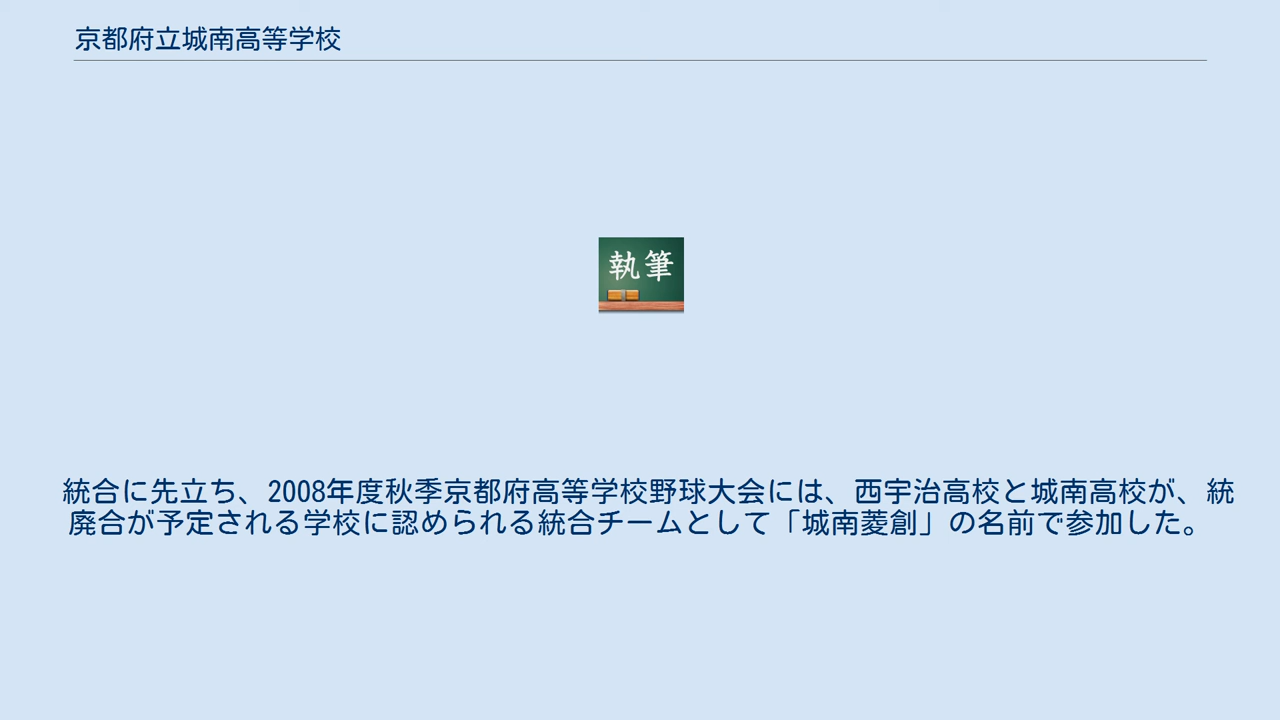 京都府立城南高等学校
執筆
統合に先立ち、2008年度秋季京都府高等学校野球大会には、西宇治高校と城南高校が、統
廃合が予定される学校に認められる統合チームとして「城南菱創」の名前で参加した。